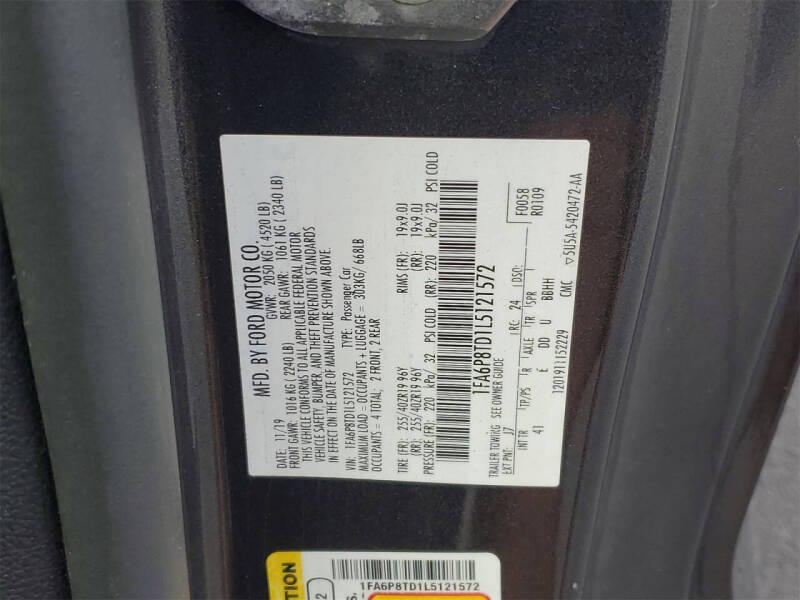 MFD. BY FORD MOTOR CO.
DATE: 11/19 GVWR: 2050 KG ( 4520 LB)
FRONT GAWR: 1016 KG ( 2240 LB) REAR GAWR: 1061 KG ( 2340 LB)
THIS VEHICLE CONFORMS TO ALL APPLICABLE FEDERAL MOTOR
VEHICLE SAFETY, BUMPER, AND THEFT PREVENTION STANDARDS
IN EFFECT ON THE DATE OF MANUFACTURE SHOWN ABOVE.
VIN: 1FA6P8TD1L5121572 TYPE: Passenger Car
MAXIMUM LOAD = OCCUPANTS + LUGGAGE = 303KG/ 668LB
OCCUPANTS = 4 TOTAL; 2 FRONT, 2 REAR
TIRE (FR): 255/40ZR19 96Y RIMS (FR): 19x9.0J
(RR): 255/40ZR19 96Y (RR): 19x9.0J
PRESSURE (FR): 220 kPa/ 32 PSI COLD (RR): 220 kPa/ 32 PSI COLD
1FA6P8TD1L5121572
TRAILER TOWING- SEE OWNER GUIDE F0058
EXT PNT: J7 RC: 24 DSO: R0109
INT TR TP/PS R AXLE TR SPR
41 E DD U BBHH
1201911152229 CMC ▽5U5A-5420472-AA
1FA6P8TD1L5121572